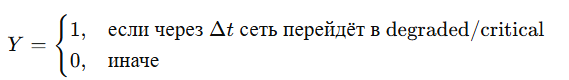 1, если через Δt сеть перейдёт в degraded/critical
Y =
0, иначе